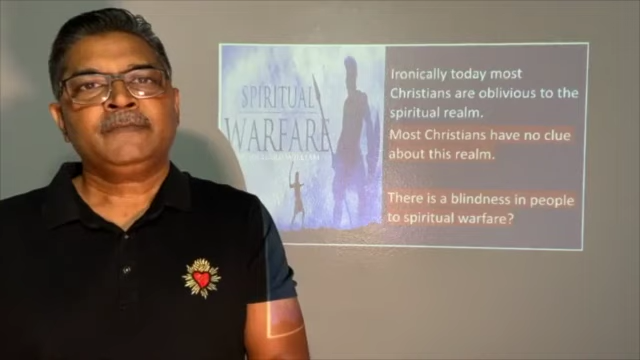 SPIRITUAL
WARFARE
Ironically today most
Christians are oblivious to the
spiritual realm.
Most Christians have no clue
about this realm.
There is a blindness in people
to spiritual warfare?